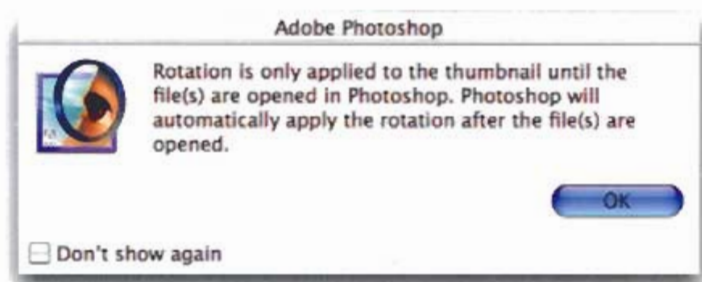 Adobe Photoshop
Rotation is only applied to the thumbnail until the
file(s) are opened in Photoshop. Photoshop will
automatically apply the rotation after the file(s) are
opened.
OK
Don't show again